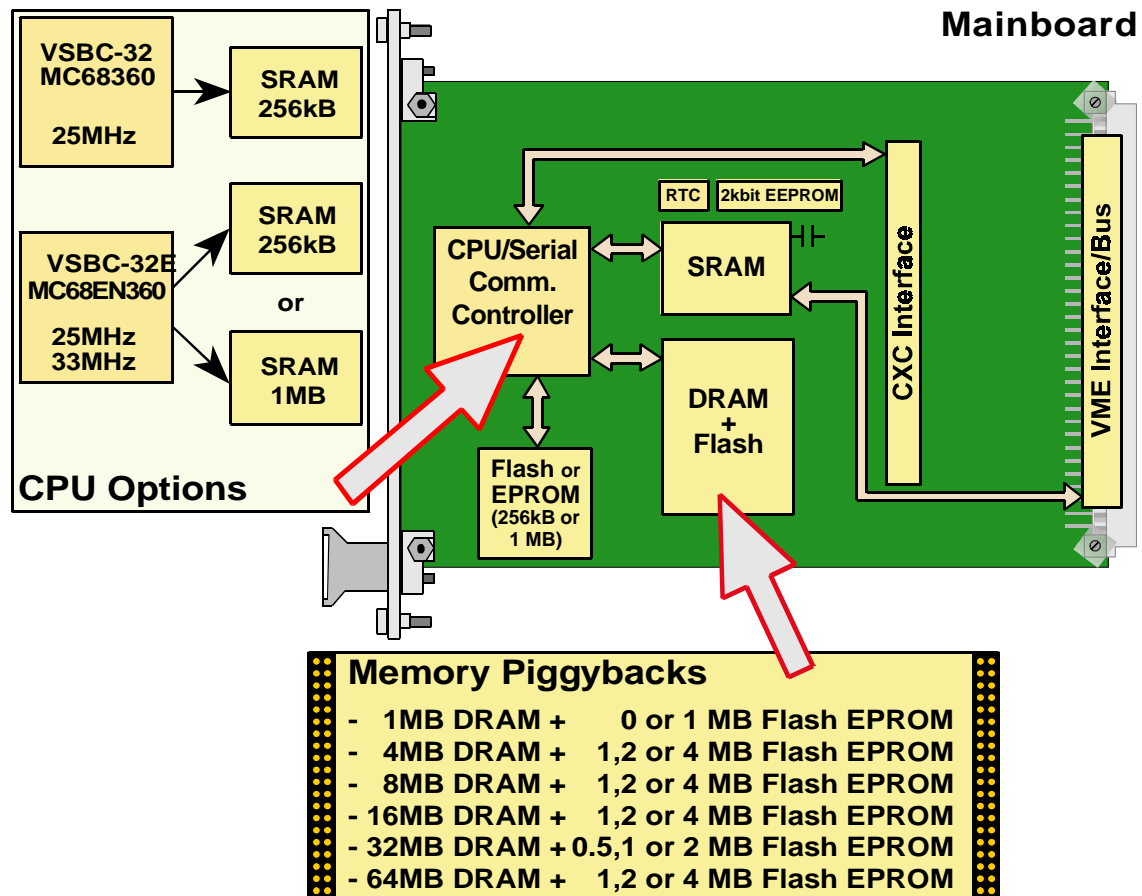 Mainboard
VSBC-32
MC68360
25MHz
SRAM
256kB
VSBC-32E
MC68EN360
25MHz
33MHz
SRAM
256kB
or
SRAM
1MB
CPU Options
RTC
2kbit EEPROM
CPU/Serial
Comm.
Controller
SRAM
DRAM
+
Flash
Flash or
EPROM
(256kB or
1 MB)
CXC Interface
VME Interface/Bus
Memory Piggybacks
- 1MB DRAM + 0 or 1 MB Flash EPROM
- 4MB DRAM + 1,2 or 4 MB Flash EPROM
- 8MB DRAM + 1,2 or 4 MB Flash EPROM
- 16MB DRAM + 1,2 or 4 MB Flash EPROM
- 32MB DRAM + 0.5,1 or 2 MB Flash EPROM
- 64MB DRAM + 1,2 or 4 MB Flash EPROM